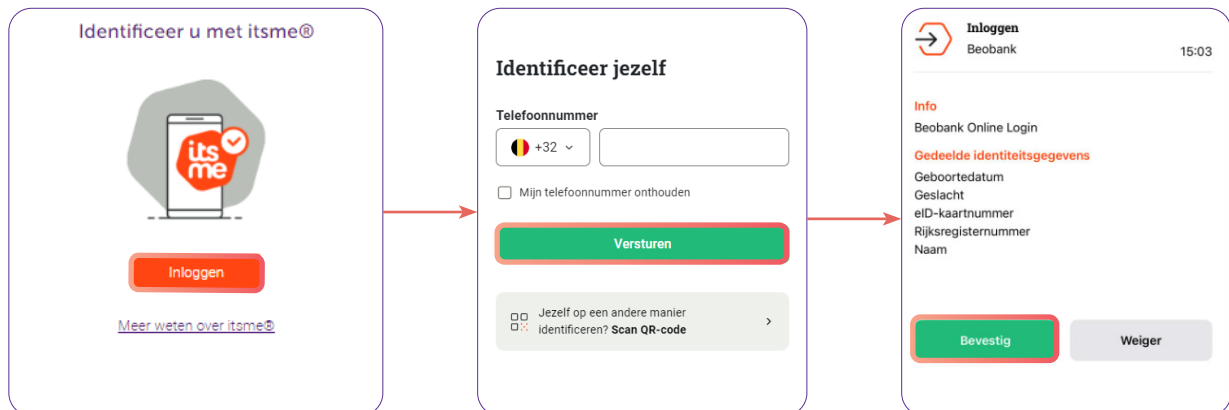 Identificeer u met itsme®
its
me
Inloggen
Meer weten over itsme®
Identificeer jezelf
Telefoonnummer
+32
Mijn telefoonnummer onthouden
Versturen
Jezelf op een andere manier
identificeren? Scan QR-code
Inloggen
Beobank
15:03
Info
Beobank Online Login
Gedeelde identiteitsgegevens
Geboortedatum
Geslacht
eID-kaartnummer
Rijksregisternummer
Naam
Bevestig
Weiger